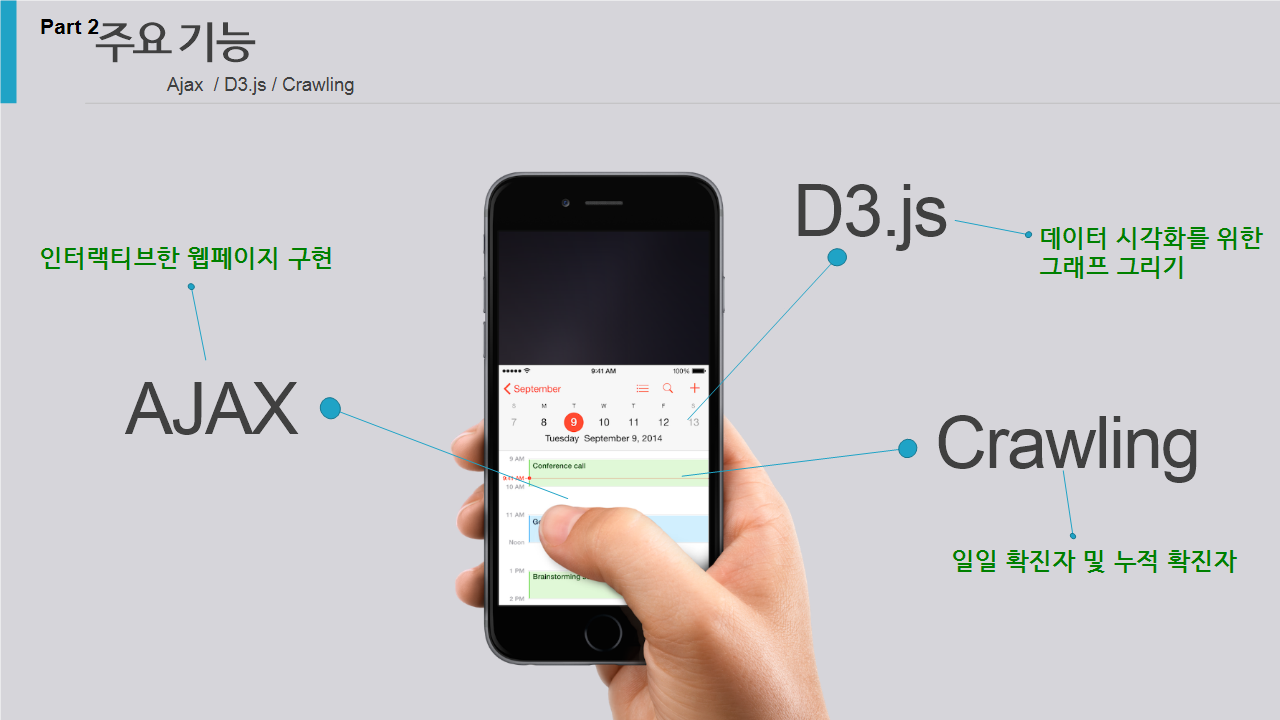 Part 2
주요 기능
Ajax / D3.js / Crawling
D3.js
데이터 시각화를 위한
그래프 그리기
인터랙티브한 웹페이지 구현
AJAX
Crawling
일일 확진자 및 누적 확진자
9:41 AM 100%
September
S M T W T F S
7 8 9 10 11 12 13
Tuesday September 9, 2014
9 AM
Conference call
9:41 AM
10 AM
11 AM
Noon
1 PM
Brainstorming
2 PM